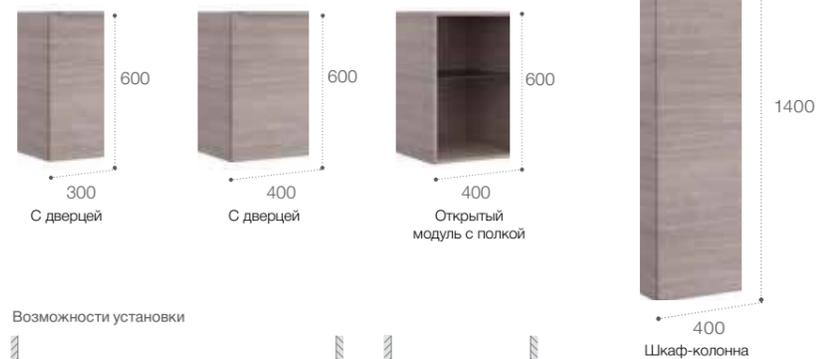 600
600
600
1400
300
400
400
С дверцей
С дверцей
Открытый
модуль с полкой
400
Шкаф-колонна
Возможности установки